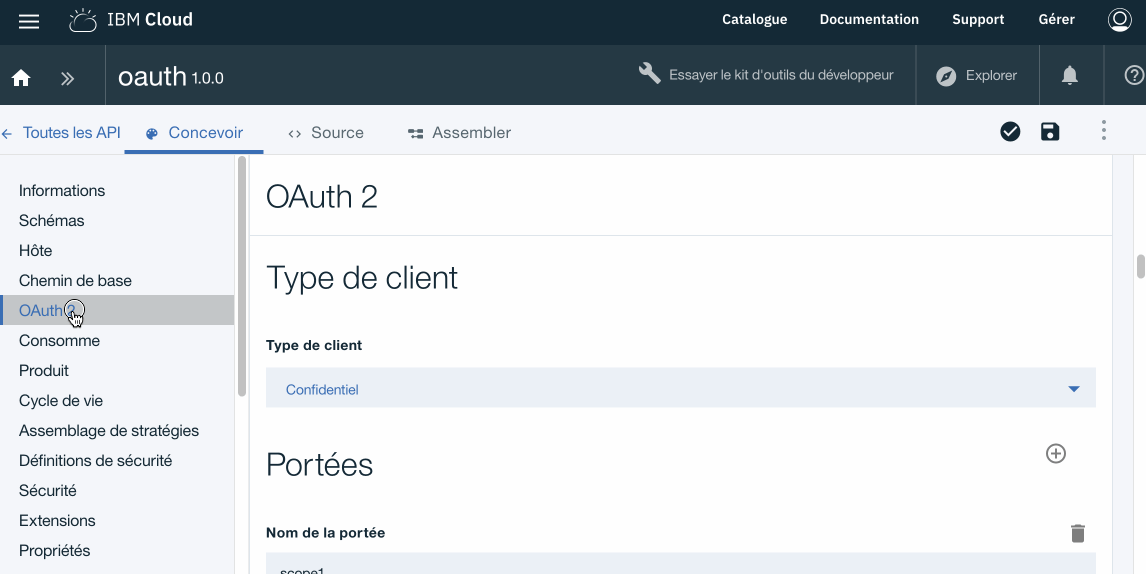 IBM Cloud Catalogue Documentation Support Gérer
oauth 1.0.0 Essayer le kit d'outils du développeur Explorer
Toutes les API Concevoir Source Assembler
Informations
Schémas
Hôte
Chemin de base
OAuth 2
Consomme
Produit
Cycle de vie
Assemblage de stratégies
Définitions de sécurité
Sécurité
Extensions
Propriétés
OAuth 2
Type de client
Type de client
Confidentiel
Portées
Nom de la portée
scope1